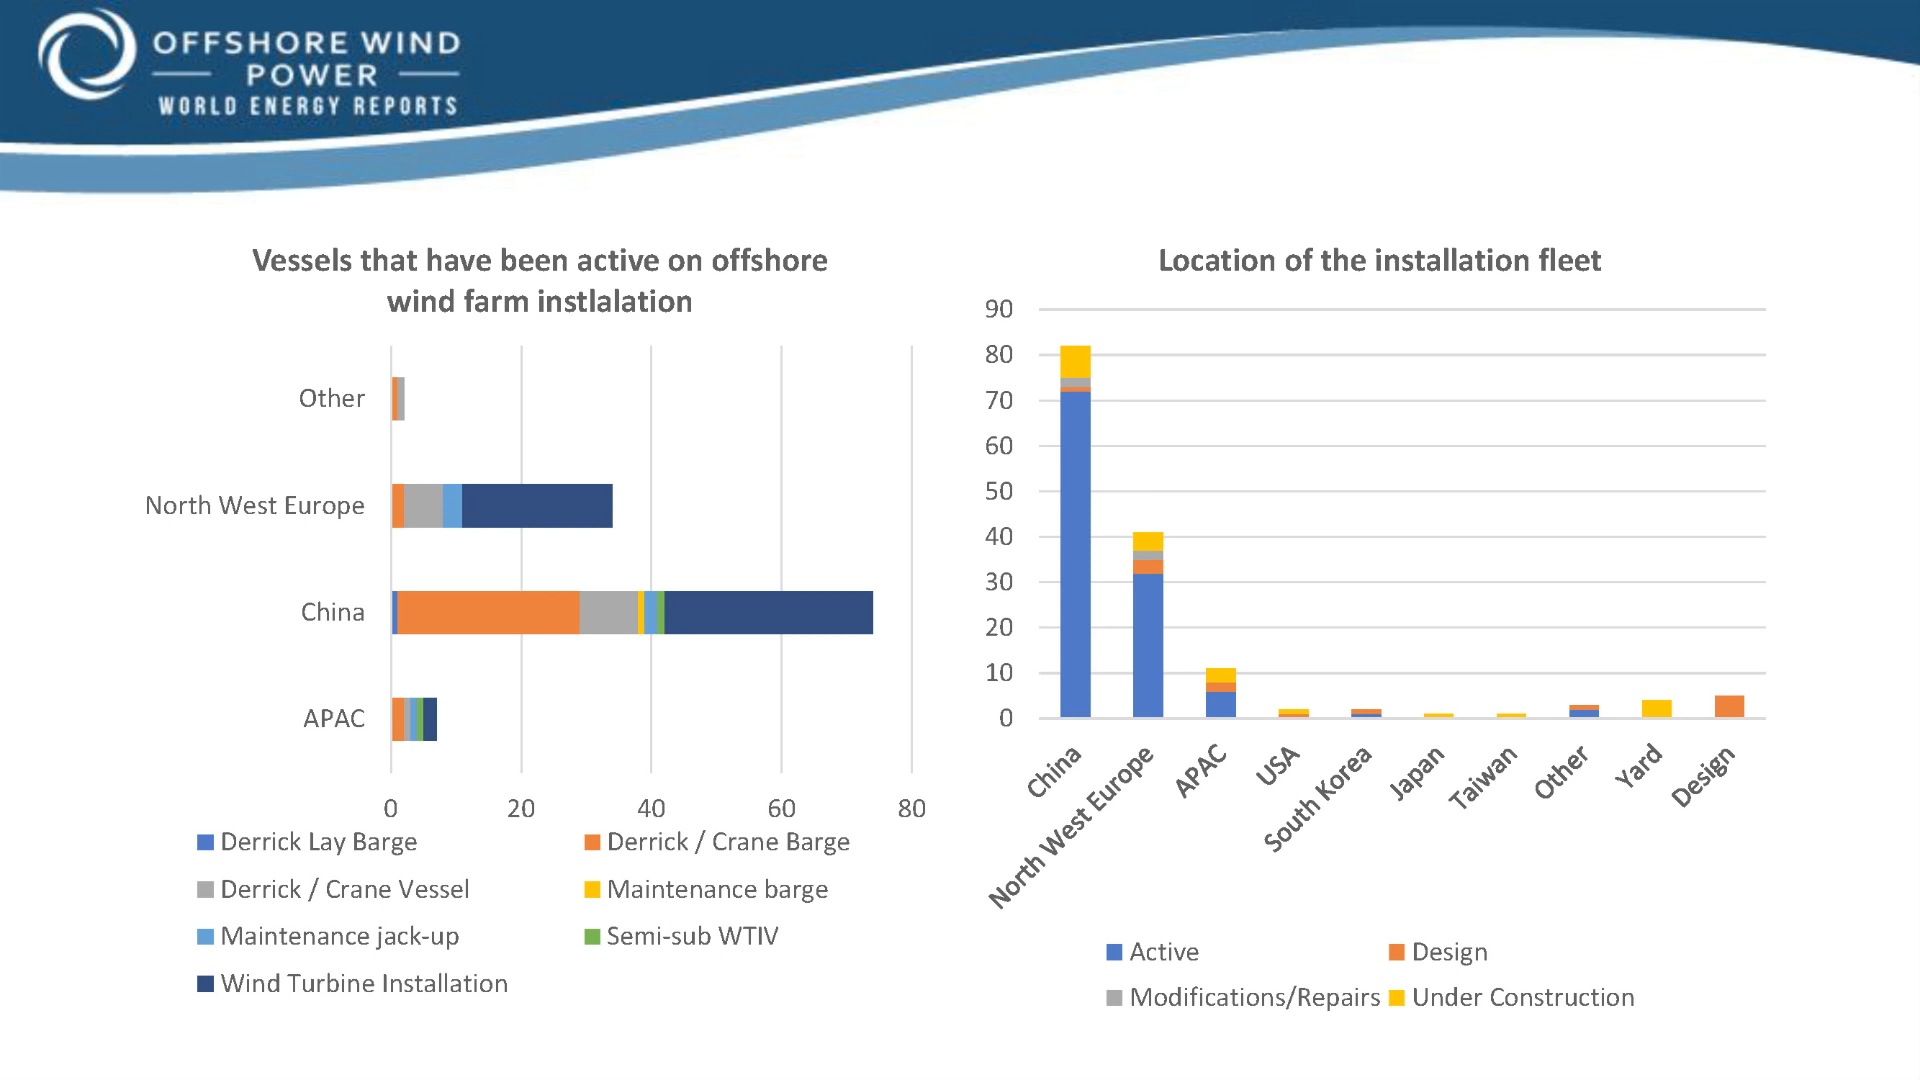 OFFSHORE WIND
POWER
WORLD ENERGY REPORTS
Vessels that have been active on offshore
wind farm instlalation
Other
North West Europe
China
APAC
0 20 40 60 80
Derrick Lay Barge
Derrick / Crane Barge
Derrick / Crane Vessel
Maintenance barge
Maintenance jack-up
Semi-sub WTIV
Wind Turbine Installation
Location of the installation fleet
90
80
70
60
50
40
30
20
10
0
China
North West Europe
APAC
USA
South Korea
Japan
Taiwan
Other
Yard
Design
Active
Design
Modifications/Repairs
Under Construction